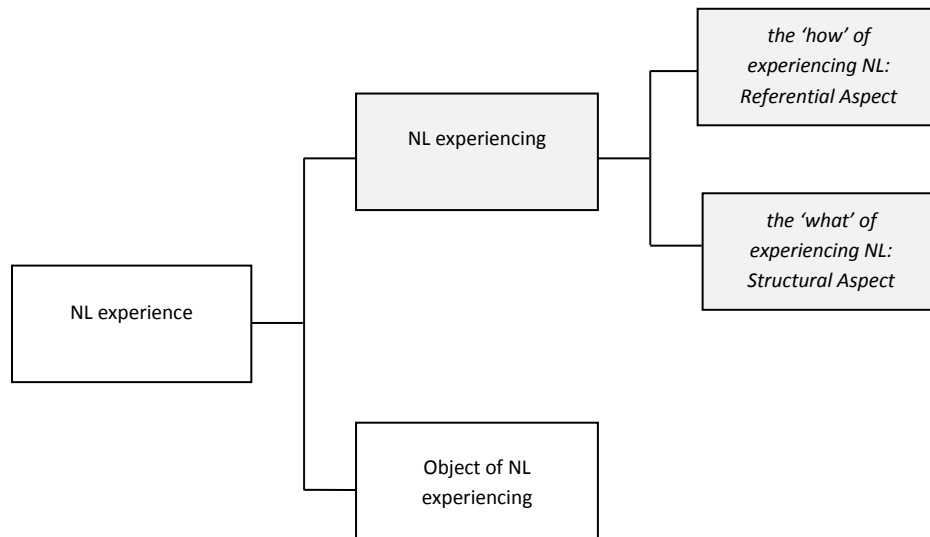 the ‘how’ of
experiencing NL:
Referential Aspect
NL experiencing
the ‘what’ of
experiencing NL:
Structural Aspect
NL experience
Object of NL
experiencing